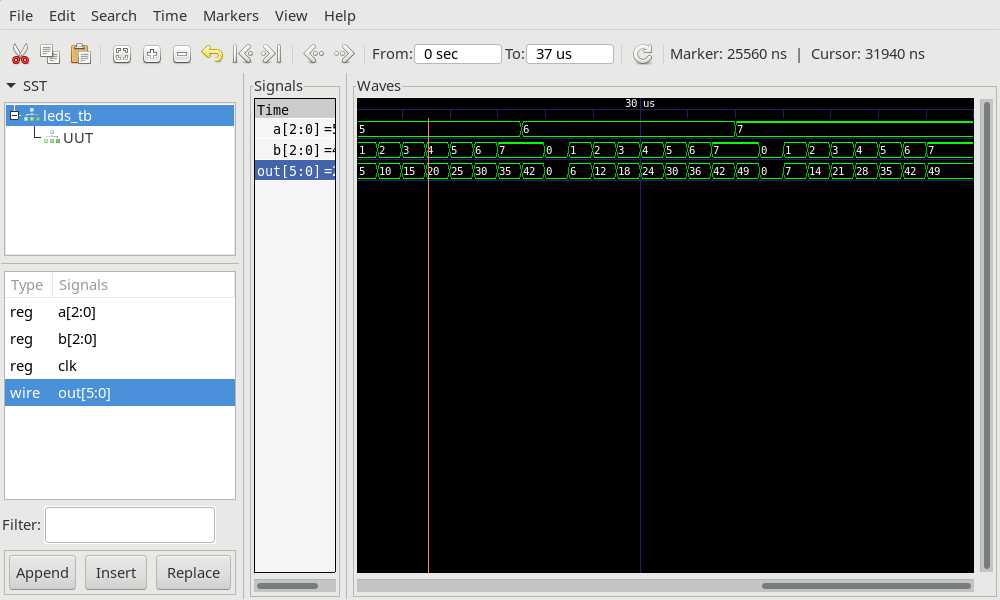 File Edit Search Time Markers View Help
From: 0 sec To: 37 us Marker: 25560 ns | Cursor: 31940 ns
SST
leds_tb
UUT
Type Signals
reg a[2:0]
reg b[2:0]
reg clk
wire out[5:0]
Filter:
Append Insert Replace
Signals
Time
a[2:0] =5
b[2:0] =4
out[5:0] =2
Waves
30 us
5 6 7
1 2 3 4 5 6 7 0 1 2 3 4 5 6 7 0 1 2 3 4 5 6 7
5 10 15 20 25 30 35 42 0 6 12 18 24 30 36 42 49 0 7 14 21 28 35 42 49